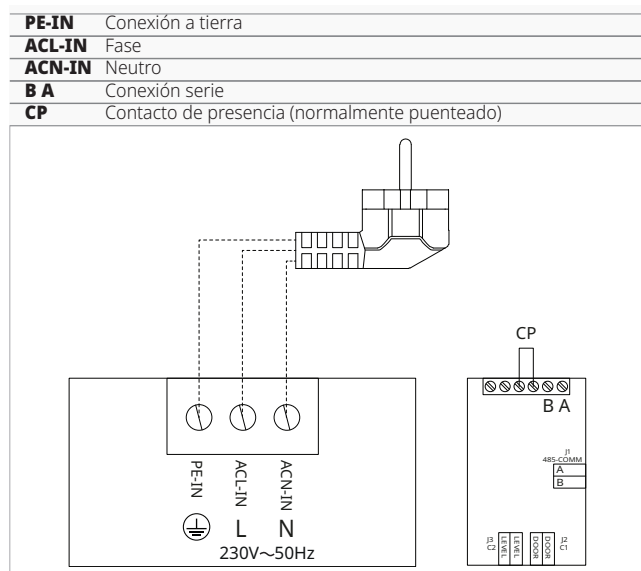 PE-IN Conexión a tierra
ACL-IN Fase
ACN-IN Neutro
B A Conexión serie
CP Contacto de presencia (normalmente puenteado)
CP
B A
J1
485-COMM
A
B
PE-IN
ACL-IN
ACN-IN
L N
230V~50Hz
J3
C2
LEVEL
LEVEL
DOOR
DOOR
J2
C1